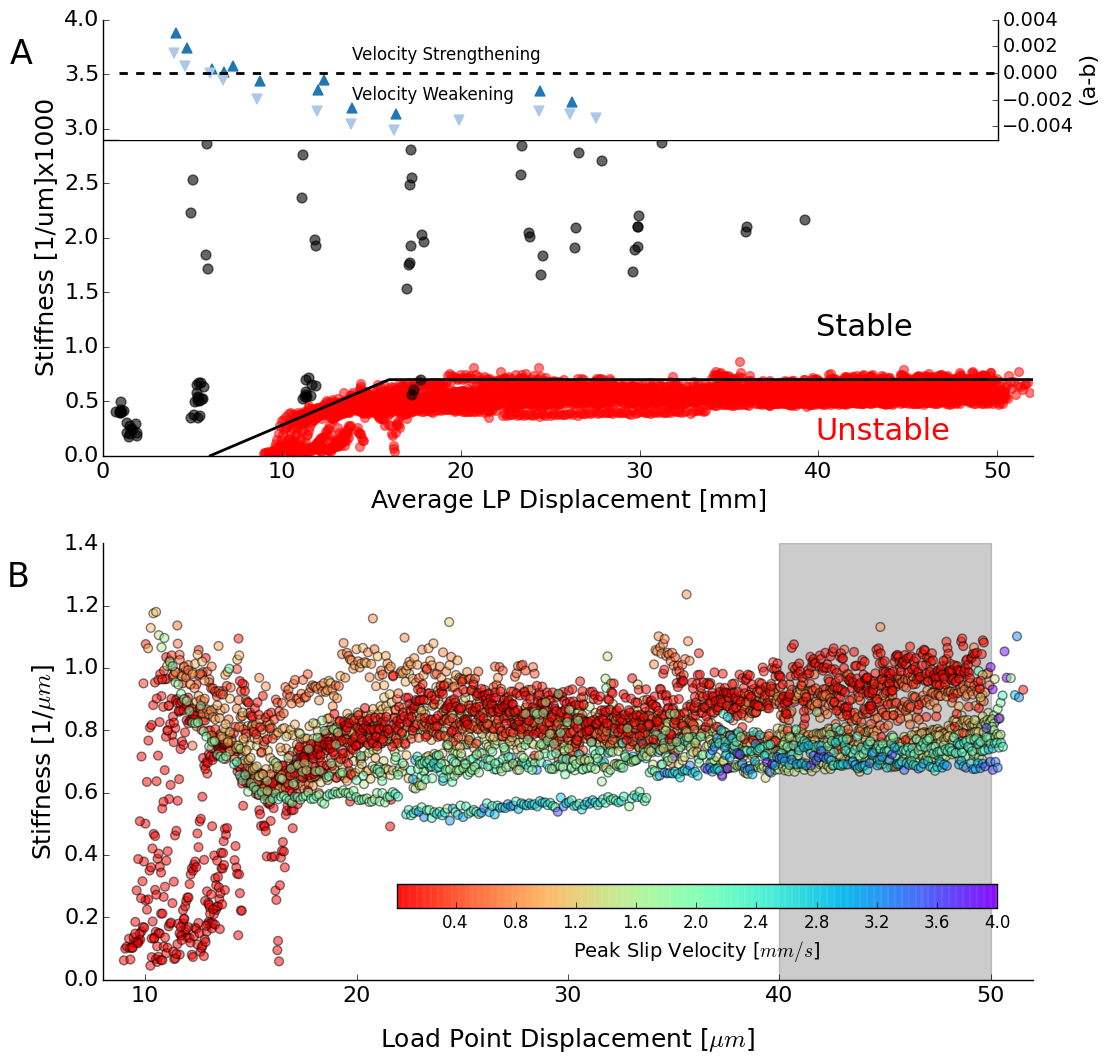 A
4.0
3.5
3.0
2.5
2.0
1.5
1.0
0.5
0.0
Stiffness [1/um]x1000
Velocity Strengthening
Velocity Weakening
0.004
0.002
0.000
−0.002
−0.004
(a-b)
Stable
Unstable
0 10 20 30 40 50
Average LP Displacement [mm]
B
1.4
1.2
1.0
0.8
0.6
0.4
0.2
0.0
Stiffness [1/μm]
0.4 0.8 1.2 1.6 2.0 2.4 2.8 3.2 3.6 4.0
Peak Slip Velocity [mm/s]
10 20 30 40 50
Load Point Displacement [μm]